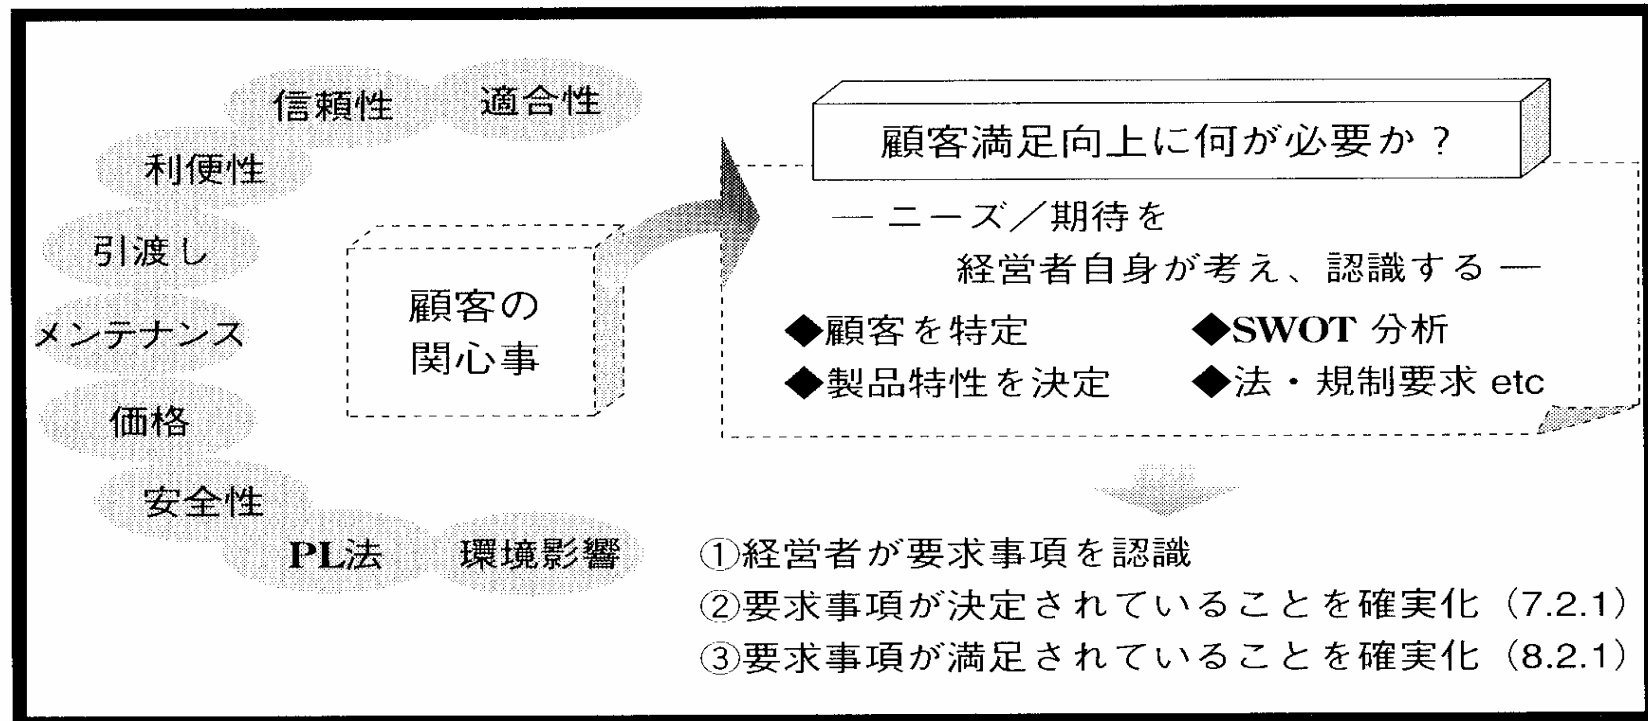 信頼性
適合性
利便性
引渡し
メンテナンス
価格
安全性
PL法
環境影響
顧客の
関心事
顧客満足向上に何が必要か？
― ニーズ／期待を
経営者自身が考え、認識する ―
◆顧客を特定
◆SWOT 分析
◆製品特性を決定
◆法・規制要求 etc
①経営者が要求事項を認識
②要求事項が決定されていることを確実化（7.2.1）
③要求事項が満足されていることを確実化（8.2.1）